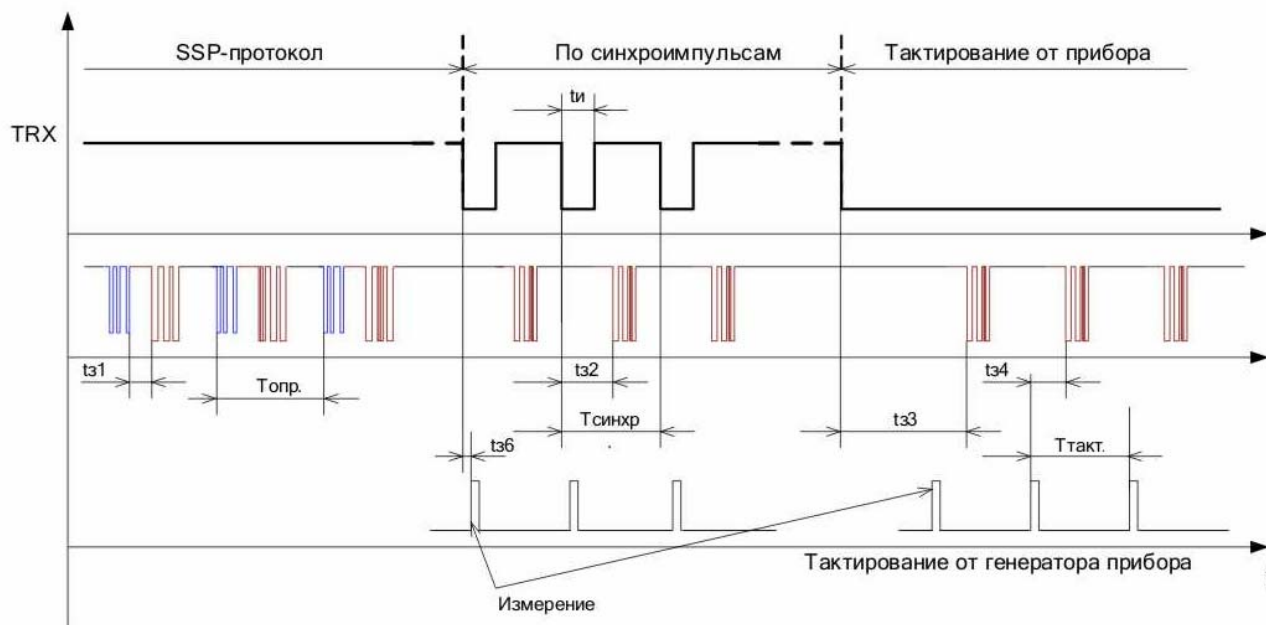 SSP-протокол
По синхроимпульсам
Тактирование от прибора
tи
TRX
tз1
Tопр.
tз2
Tсинхр
tз3
tз4
tз6
Tтакт.
Тактирование от генератора прибора
Измерение